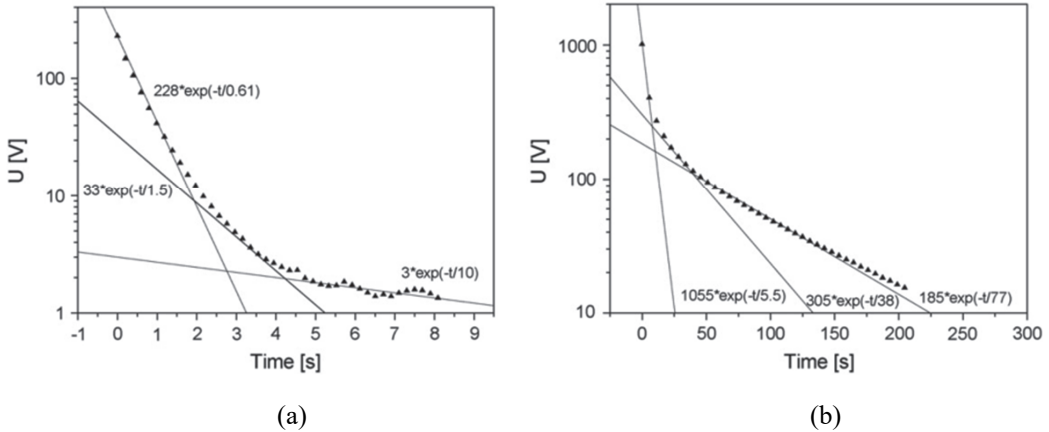 U [V]
100
10
1
228*exp(-t/0.61)
33*exp(-t/1.5)
3*exp(-t/10)
-1 0 1 2 3 4 5 6 7 8 9
Time [s]
(a)
U [V]
1000
100
10
1055*exp(-t/5.5) 305*exp(-t/38) 185*exp(-t/77)
0 50 100 150 200 250 300
Time [s]
(b)